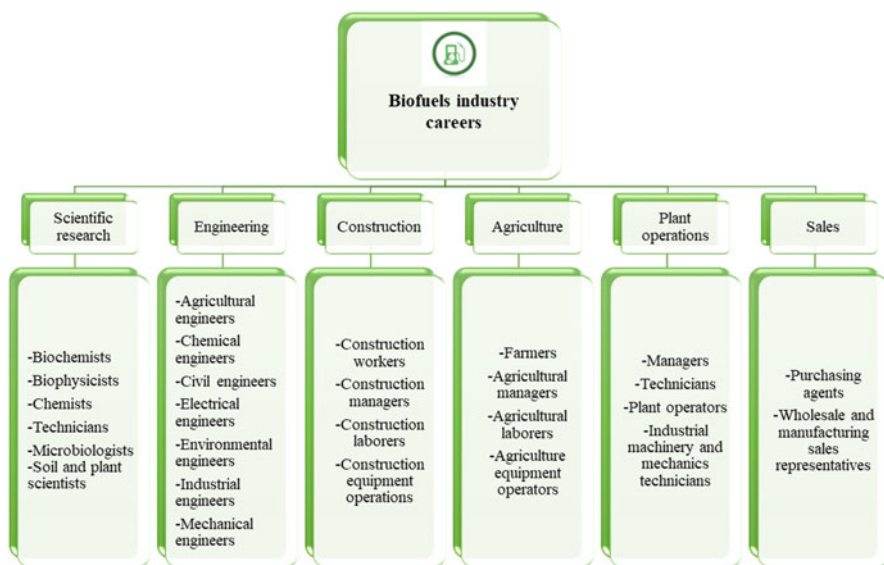 Biofuels industry
careers
Scientific
research
Engineering
Construction
Agriculture
Plant
operations
Sales
-Biochemists
-Biophysicists
-Chemists
-Technicians
-Microbiologists
-Soil and plant
scientists
-Agricultural
engineers
-Chemical
engineers
-Civil engineers
-Electrical
engineers
-Environmental
engineers
-Industrial
engineers
-Mechanical
engineers
-Construction
workers
-Construction
managers
-Construction
laborers
-Construction
equipment
operations
-Farmers
-Agricultural
managers
-Agricultural
laborers
-Agriculture
equipment
operators
-Managers
-Technicians
-Plant operators
-Industrial
machinery and
mechanics
technicians
-Purchasing
agents
-Wholesale and
manufacturing
sales
representatives